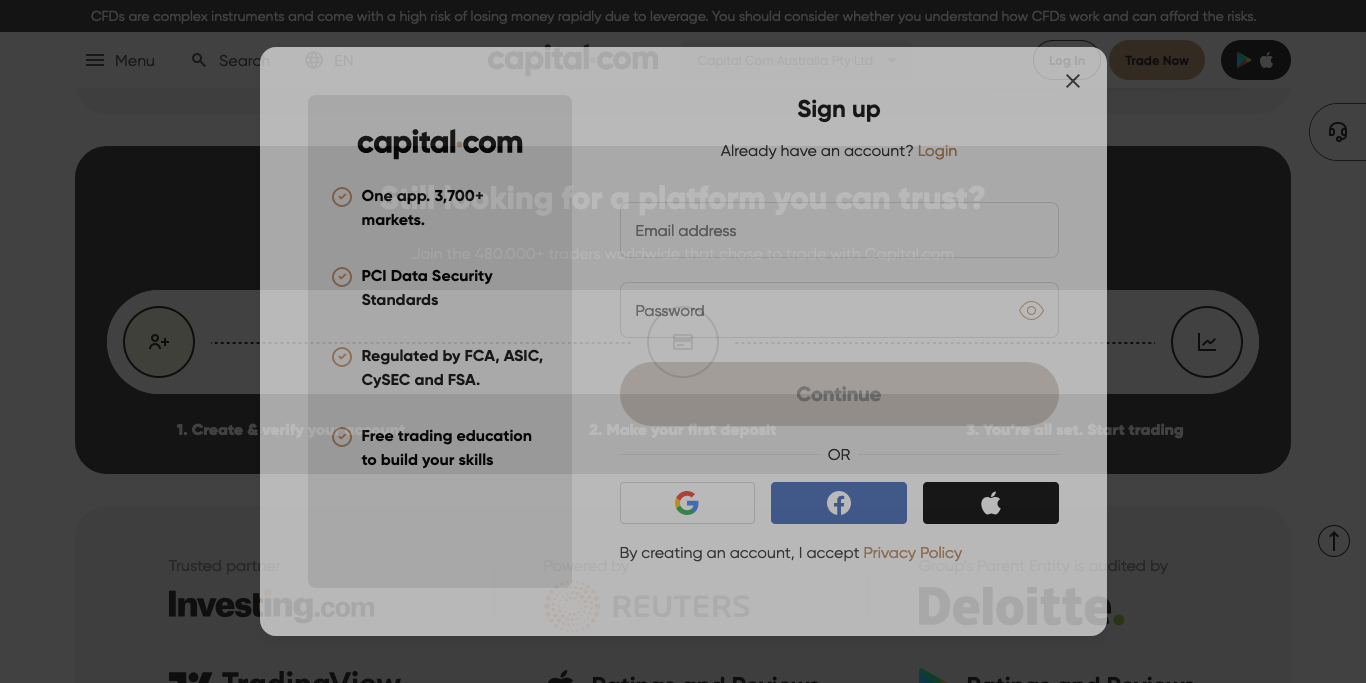 CFDs are complex instruments and come with a high risk of losing money rapidly due to leverage. You should consider whether you understand how CFDs work and can afford the risks.
Menu
Search
EN
capital.com
Capital Com Australia Pty Ltd
Log In
Trade Now
capital.com
One app. 3,700+
markets.
PCI Data Security
Standards
Regulated by FCA, ASIC,
CySEC and FSA.
Free trading education
to build your skills
Sign up
Already have an account? Login
Email address
Password
Continue
OR
By creating an account, I accept Privacy Policy
Still looking for a platform you can trust?
Join the 480,000+ traders worldwide that chose to trade with Capital.com
1. Create & verify your account
2. Make your first deposit
3. You're all set. Start trading
Trusted partner
Investing.com
Powered by
REUTERS
Group's Parent Entity is audited by
Deloitte.
TradingView
Ratings and Reviews
Ratings and Reviews